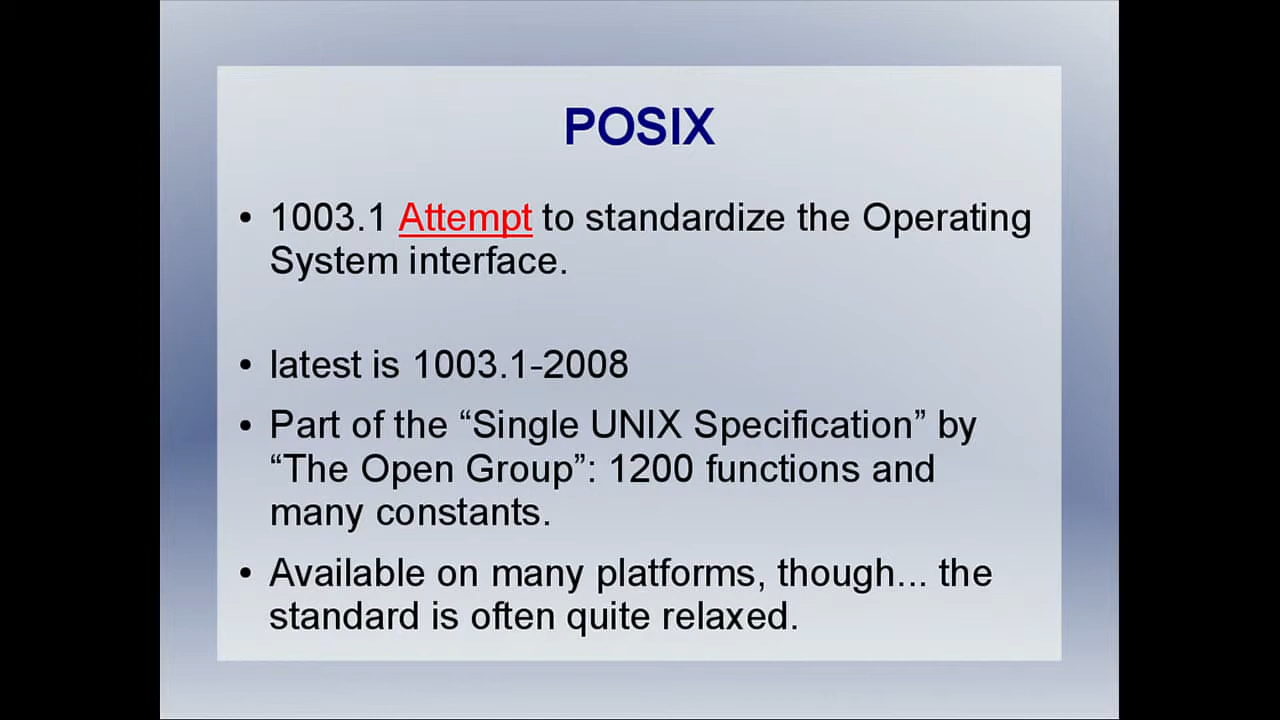 POSIX
• 1003.1 Attempt to standardize the Operating
System interface.
• latest is 1003.1-2008
• Part of the “Single UNIX Specification” by
“The Open Group”: 1200 functions and
many constants.
• Available on many platforms, though... the
standard is often quite relaxed.